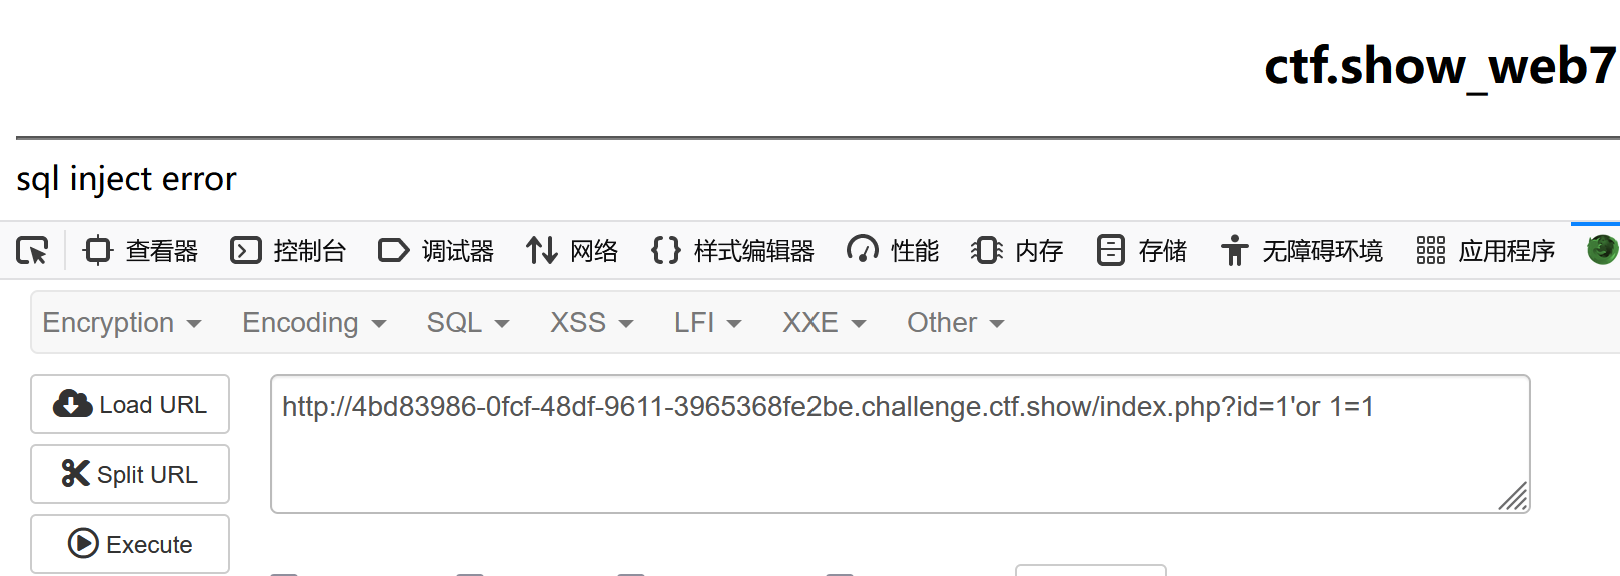 ctf.show_web7
sql inject error
查看器 控制台 调试器 网络 样式编辑器 性能 内存 存储 无障碍环境 应用程序
Encryption Encoding SQL XSS LFI XXE Other
Load URL
http://4bd83986-0fcf-48df-9611-3965368fe2be.challenge.ctf.show/index.php?id=1'or 1=1
Split URL
Execute